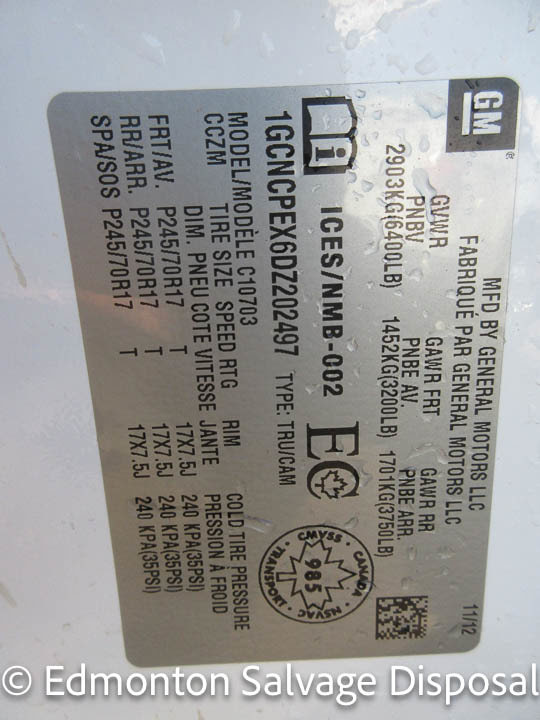 GM
MFD BY GENERAL MOTORS LLC 11/12
FABRIQUÉ PAR GENERAL MOTORS LLC
GVWR GAWR FRT GAWR RR
PNBV PNBE AV. PNBE ARR.
2903KG(6400LB) 1452KG(3200LB) 1701KG(3750LB)
i ICES/NMB-002 EC
CMVSS · CANADA · NSVAC · TRANSPORT · 985
1GCNCPEX6DZ202497 TYPE: TRU/CAM
MODEL/MODÈLE C10703
CCZM TIRE SIZE SPEED RTG RIM COLD TIRE PRESSURE
DIM. PNEU COTE VITESSE JANTE PRESSION À FROID
FRT/AV. P245/70R17 T 17X7.5J 240 KPA(35PSI)
RR/ARR. P245/70R17 T 17X7.5J 240 KPA(35PSI)
SPA/SOS P245/70R17 T 17X7.5J 240 KPA(35PSI)
© Edmonton Salvage Disposal